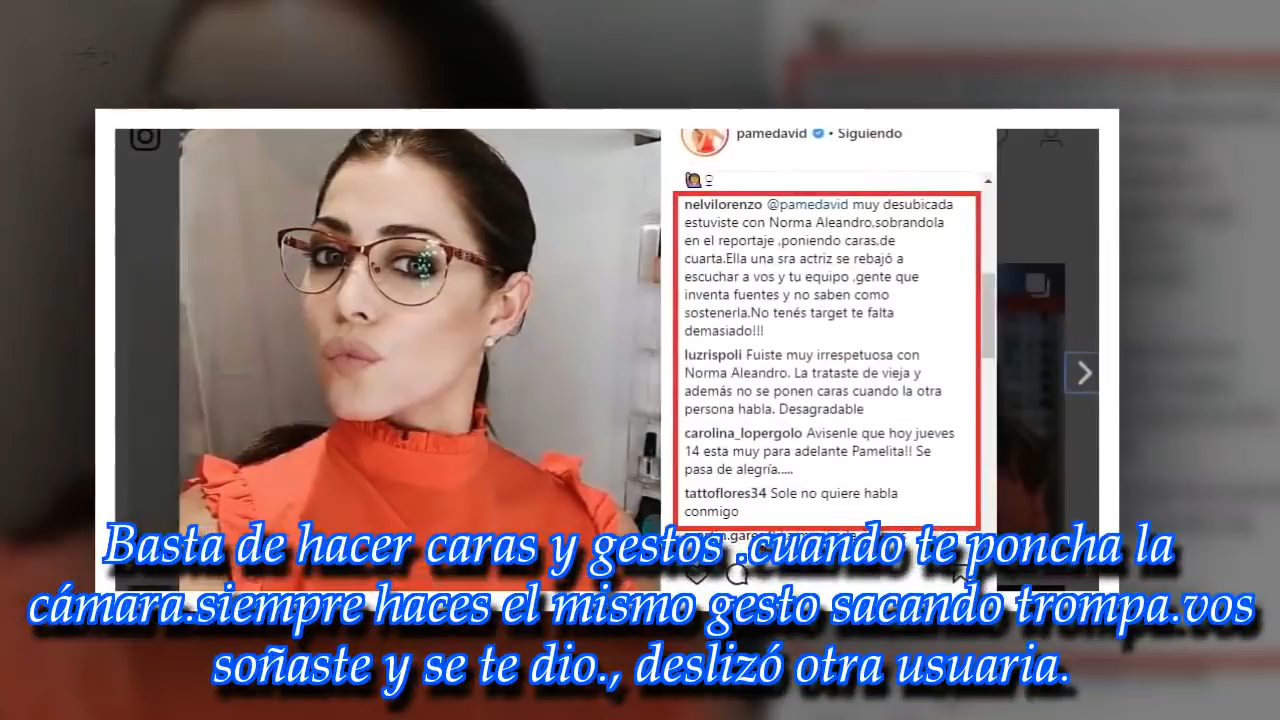 pamedavid • Siguiendo
nelvilorenzo @pamedavid muy desubicada
estuviste con Norma Aleandro,sobrandola
en el reportaje ,poniendo caras,de
cuarta.Ella una sra actriz se rebajó a
escuchar a vos y tu equipo ,gente que
inventa fuentes y no saben como
sostenerla.No tenés target te falta
demasiado!!!
luzrispoli Fuiste muy irrespetuosa con
Norma Aleandro. La trataste de vieja y
además no se ponen caras cuando la otra
persona habla. Desagradable
carolina_lopergolo Avisenle que hoy jueves
14 esta muy para adelante Pamelita!! Se
pasa de alegría.....
tattoflores34 Sole no quiere habla
conmigo
Basta de hacer caras y gestos .cuando te poncha la
cámara.siempre haces el mismo gesto sacando trompa.vos
soñaste y se te dio., deslizó otra usuaria.